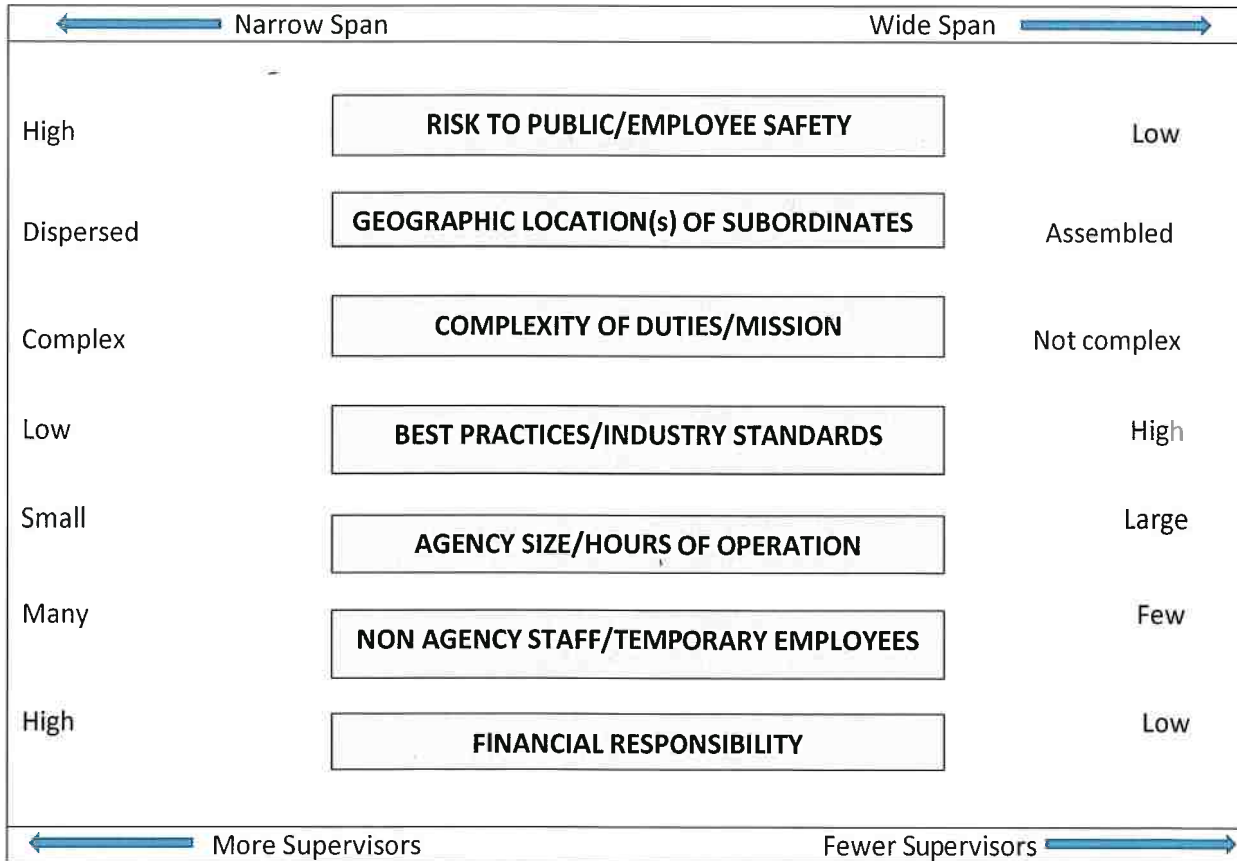 Narrow Span Wide Span
High RISK TO PUBLIC/EMPLOYEE SAFETY Low
Dispersed GEOGRAPHIC LOCATION(s) OF SUBORDINATES Assembled
Complex COMPLEXITY OF DUTIES/MISSION Not complex
Low BEST PRACTICES/INDUSTRY STANDARDS High
Small AGENCY SIZE/HOURS OF OPERATION Large
Many NON AGENCY STAFF/TEMPORARY EMPLOYEES Few
High FINANCIAL RESPONSIBILITY Low
More Supervisors Fewer Supervisors